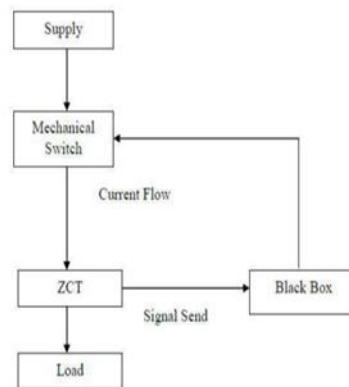 Supply
Mechanical
Switch
Current Flow
ZCT
Black Box
Signal Send
Load